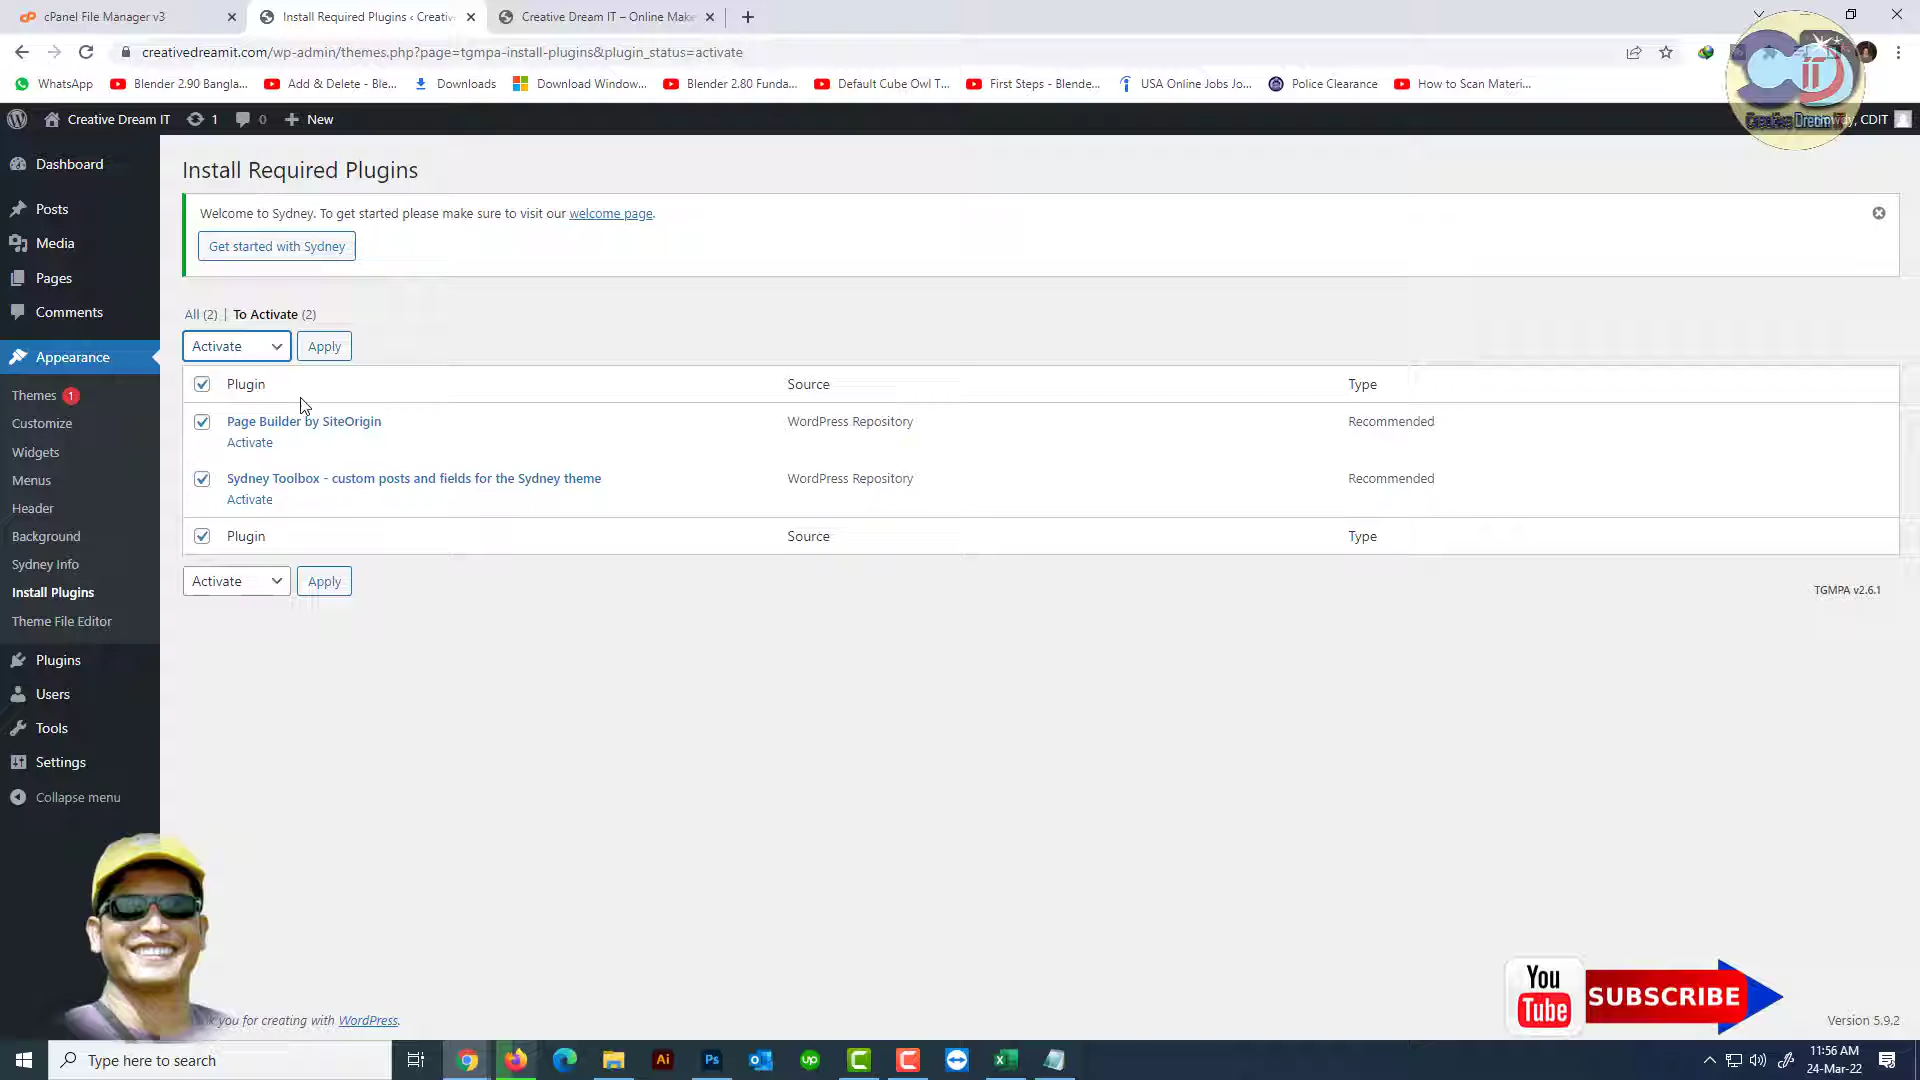 cPanel File Manager v3
Install Required Plugins ‹ Creativ
Creative Dream IT – Online Make
creativedreamit.com/wp-admin/themes.php?page=tgmpa-install-plugins&plugin_status=activate
WhatsApp
Blender 2.90 Bangla...
Add & Delete - Ble...
Downloads
Download Window...
Blender 2.80 Funda...
Default Cube Owl T...
First Steps - Blende...
USA Online Jobs Jo...
Police Clearance
How to Scan Materi...
Creative Dream IT
1
0
New
CDIT
Dashboard
Posts
Media
Pages
Comments
Appearance
Themes 1
Customize
Widgets
Menus
Header
Background
Sydney Info
Install Plugins
Theme File Editor
Plugins
Users
Tools
Settings
Collapse menu
Install Required Plugins
Welcome to Sydney. To get started please make sure to visit our welcome page.
Get started with Sydney
All (2) | To Activate (2)
Activate
Apply
Plugin
Source
Type
Page Builder by SiteOrigin
WordPress Repository
Recommended
Activate
Sydney Toolbox - custom posts and fields for the Sydney theme
WordPress Repository
Recommended
Activate
Plugin
Source
Type
Activate
Apply
TGMPA v2.6.1
You
Tube
SUBSCRIBE
you for creating with WordPress.
Version 5.9.2
Type here to search
Ai
Ps
up
11:56 AM
24-Mar-22